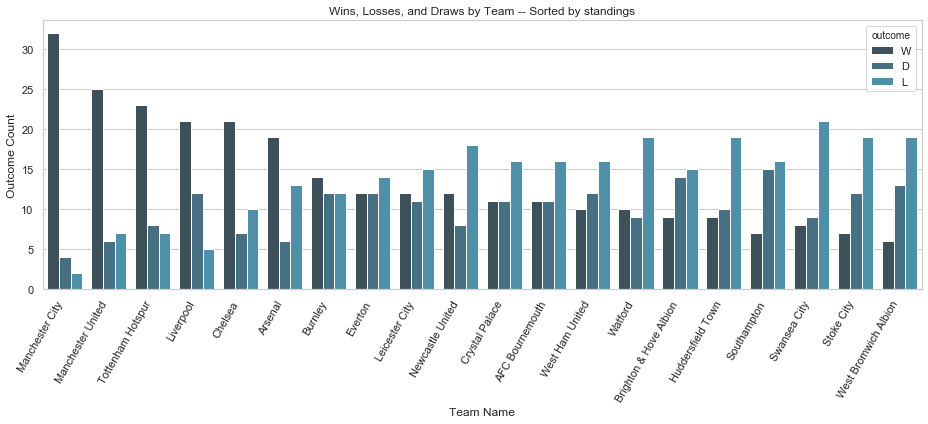 Wins, Losses, and Draws by Team -- Sorted by standings
outcome
W
D
L
Outcome Count
30
25
20
15
10
5
0
Manchester City
Manchester United
Tottenham Hotspur
Liverpool
Chelsea
Arsenal
Burnley
Everton
Leicester City
Newcastle United
Crystal Palace
AFC Bournemouth
West Ham United
Watford
Brighton & Hove Albion
Huddersfield Town
Southampton
Swansea City
Stoke City
West Bromwich Albion
Team Name